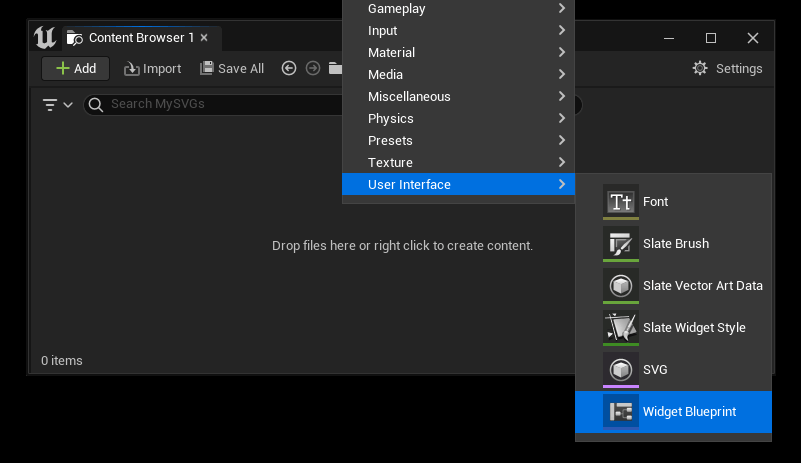 Gameplay
Content Browser 1
Input
Material
Add
Import
Save All
Media
Settings
Miscellaneous
Search MySVGs
Physics
Presets
Texture
User Interface
Font
Drop files here or right click to create content.
Slate Brush
Slate Vector Art Data
Slate Widget Style
0 items
SVG
Widget Blueprint